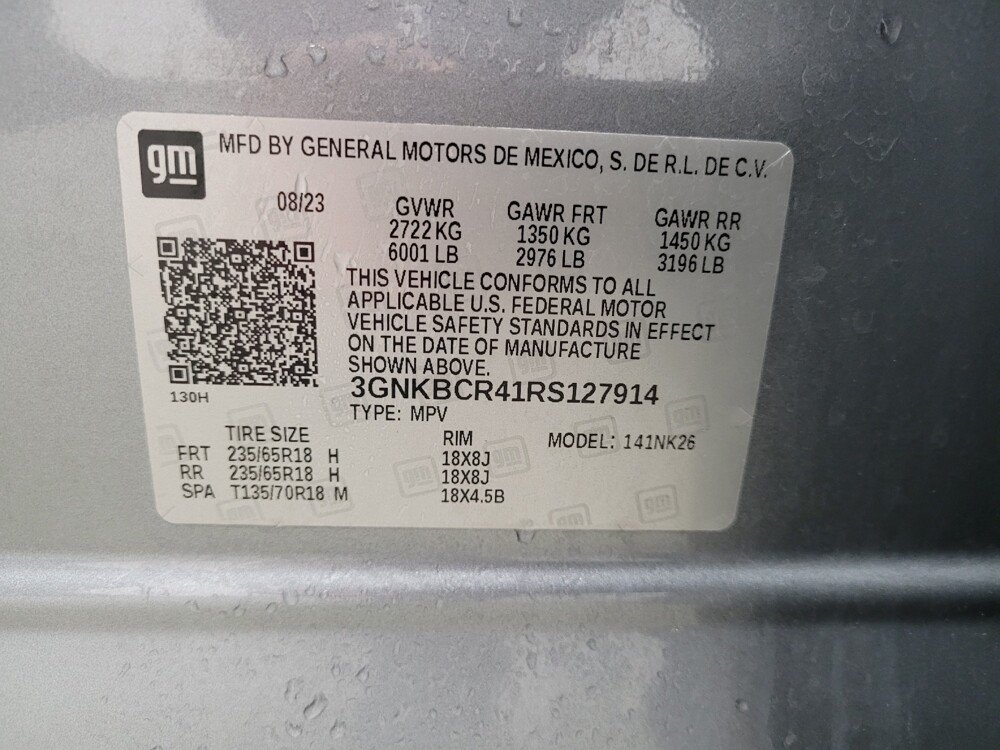 gm MFD BY GENERAL MOTORS DE MEXICO, S. DE R.L. DE C.V.
08/23 GVWR GAWR FRT GAWR RR
2722 KG 1350 KG 1450 KG
6001 LB 2976 LB 3196 LB
THIS VEHICLE CONFORMS TO ALL
APPLICABLE U.S. FEDERAL MOTOR
VEHICLE SAFETY STANDARDS IN EFFECT
ON THE DATE OF MANUFACTURE
SHOWN ABOVE.
130H
3GNKBCR41RS127914
TYPE: MPV
TIRE SIZE RIM MODEL: 141NK26
FRT 235/65R18 H 18X8J
RR 235/65R18 H 18X8J
SPA T135/70R18 M 18X4.5B